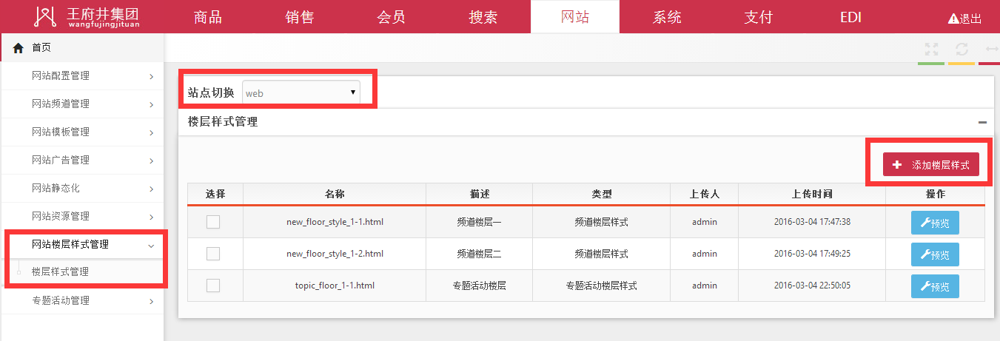 王府井集团
wangfujingjituan
商品 销售 会员 搜索 网站 系统 支付 EDI 退出
首页
网站配置管理
网站频道管理
网站模板管理
网站广告管理
网站静态化
网站资源管理
网站楼层样式管理
楼层样式管理
专题活动管理
站点切换 web
楼层样式管理
添加楼层样式
选择 名称 描述 类型 上传人 上传时间 操作
new_floor_style_1-1.html 频道楼层一 频道楼层样式 admin 2016-03-04 17:47:38 预览
new_floor_style_1-2.html 频道楼层二 频道楼层样式 admin 2016-03-04 17:49:25 预览
topic_floor_1-1.html 专题活动楼层 专题活动楼层样式 admin 2016-03-04 22:50:05 预览